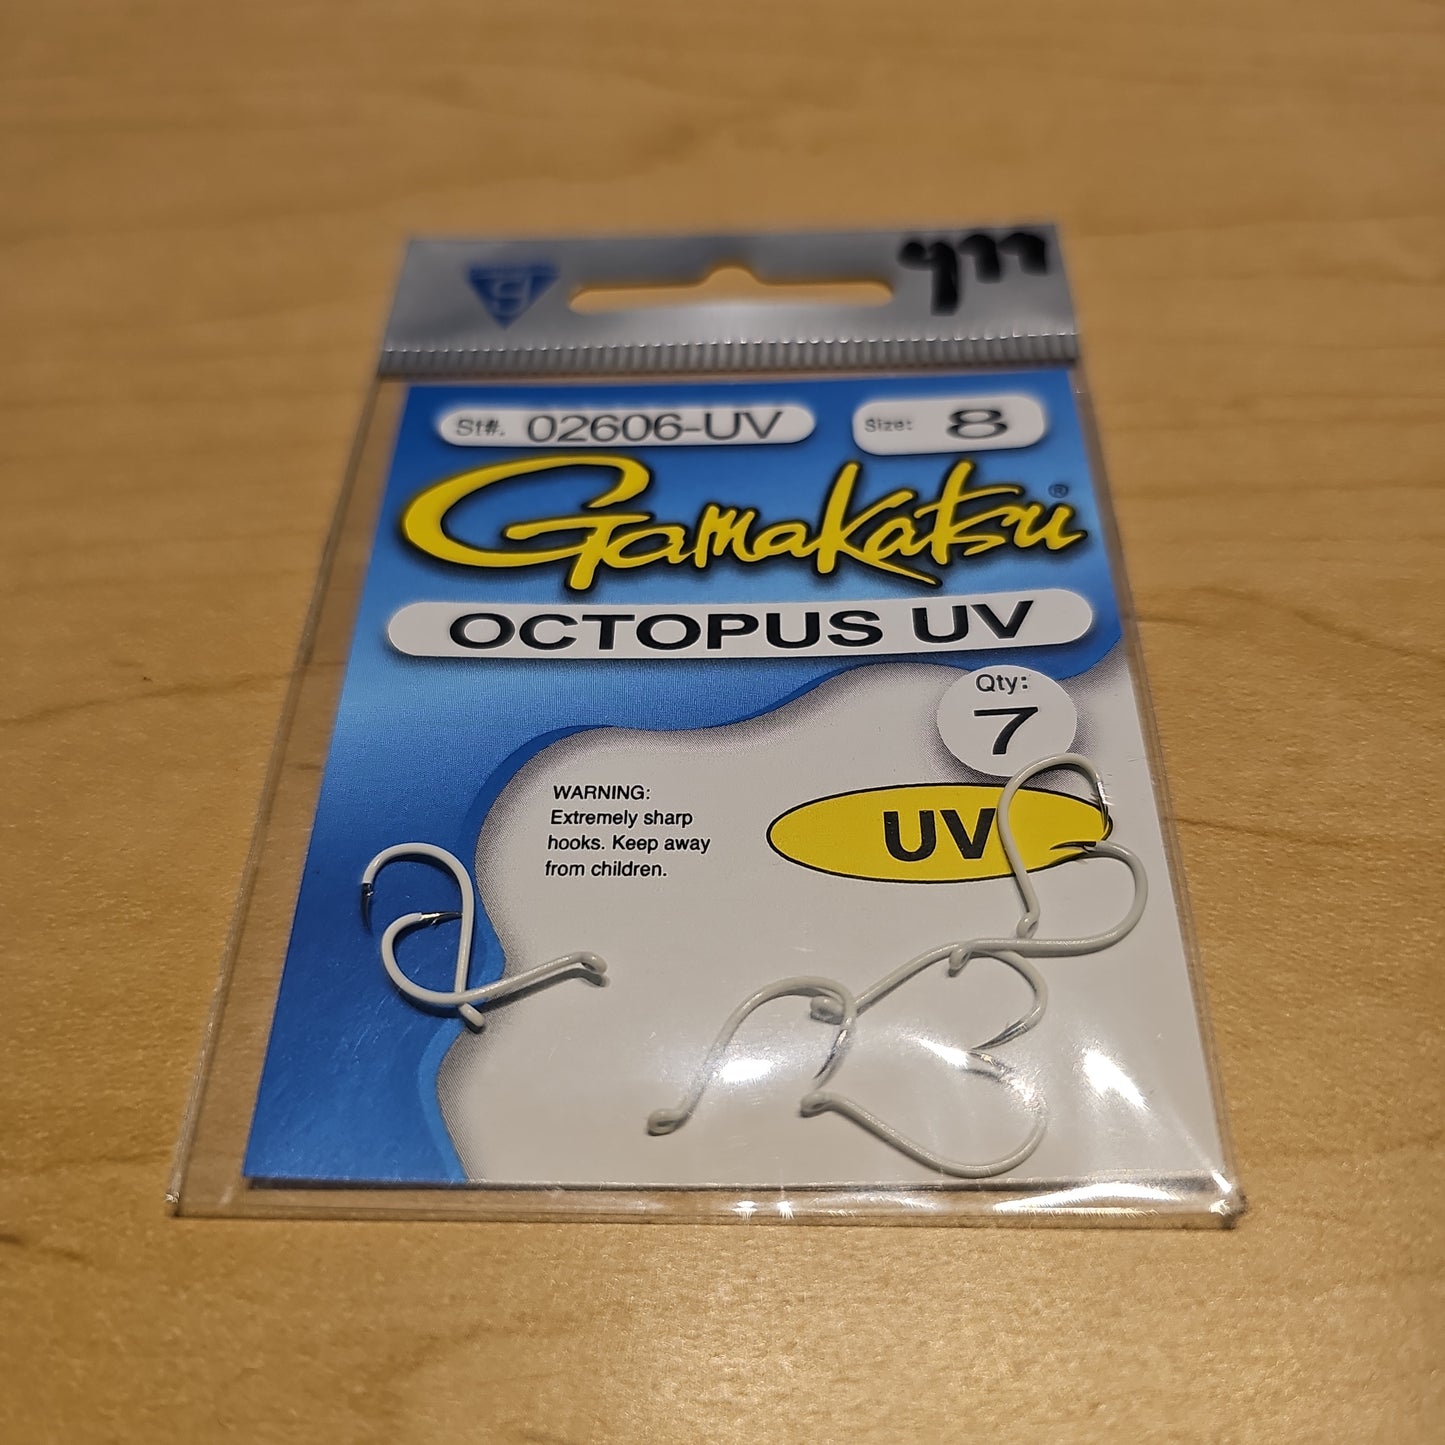 499
St#. 02606-UV Size: 8
Gamakatsu®
OCTOPUS UV
Qty:
7
WARNING:
Extremely sharp
hooks. Keep away
from children.
UV